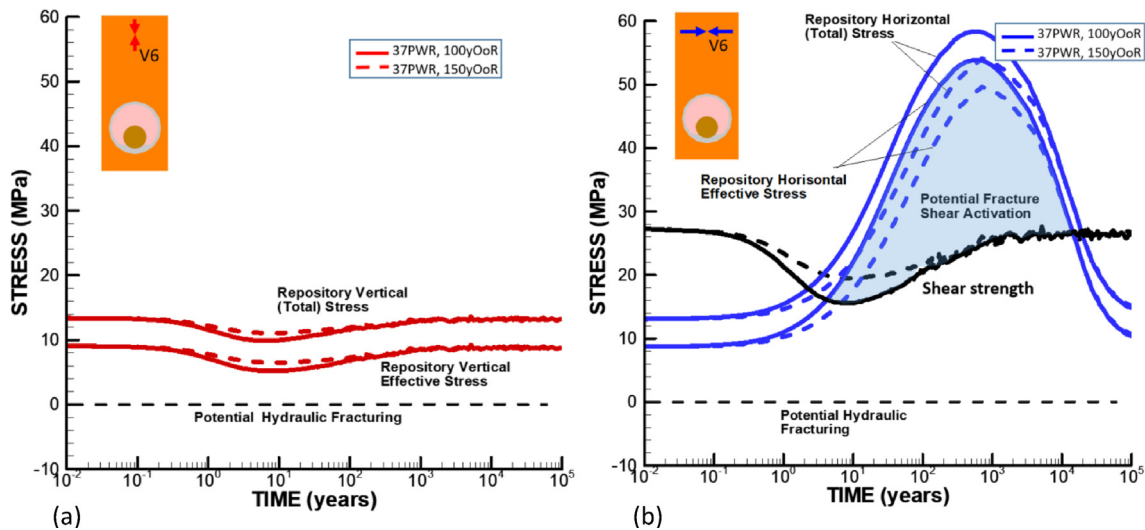 60
50
40
30
20
10
0
−10
STRESS (MPa)
V6
37PWR, 100yOoR
37PWR, 150yOoR
Repository Vertical
(Total) Stress
Repository Vertical
Effective Stress
Potential Hydraulic Fracturing
10-2 10-1 100 101 102 103 104 105
TIME (years)
(a)
60
50
40
30
20
10
0
−10
STRESS (MPa)
V6
Repository Horizontal
(Total) Stress
37PWR, 100yOoR
37PWR, 150yOoR
Repository Horisontal
Effective Stress
Potential Fracture
Shear Activation
Shear strength
Potential Hydraulic
Fracturing
10-2 10-1 100 101 102 103 104 105
TIME (years)
(b)